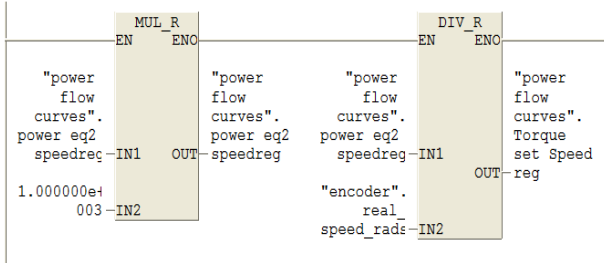 MUL_R
EN ENO
"power
flow
curves".
power eq2
speedreg IN1
1.000000e+
003 IN2
"power
flow
curves".
power eq2
OUT speedreg
DIV_R
EN ENO
"power
flow
curves".
power eq2
speedreg IN1
"encoder".
real_
speed_rads IN2
"power
flow
curves".
Torque
set Speed
OUT reg